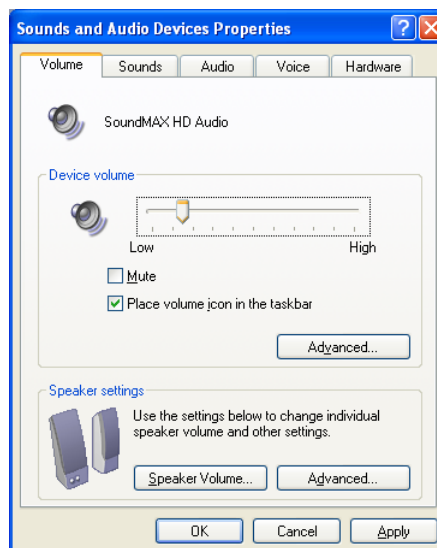 Sounds and Audio Devices Properties
Volume Sounds Audio Voice Hardware
SoundMAX HD Audio
Device volume
Low High
Mute
Place volume icon in the taskbar
Advanced...
Speaker settings
Use the settings below to change individual
speaker volume and other settings.
Speaker Volume... Advanced...
OK Cancel Apply